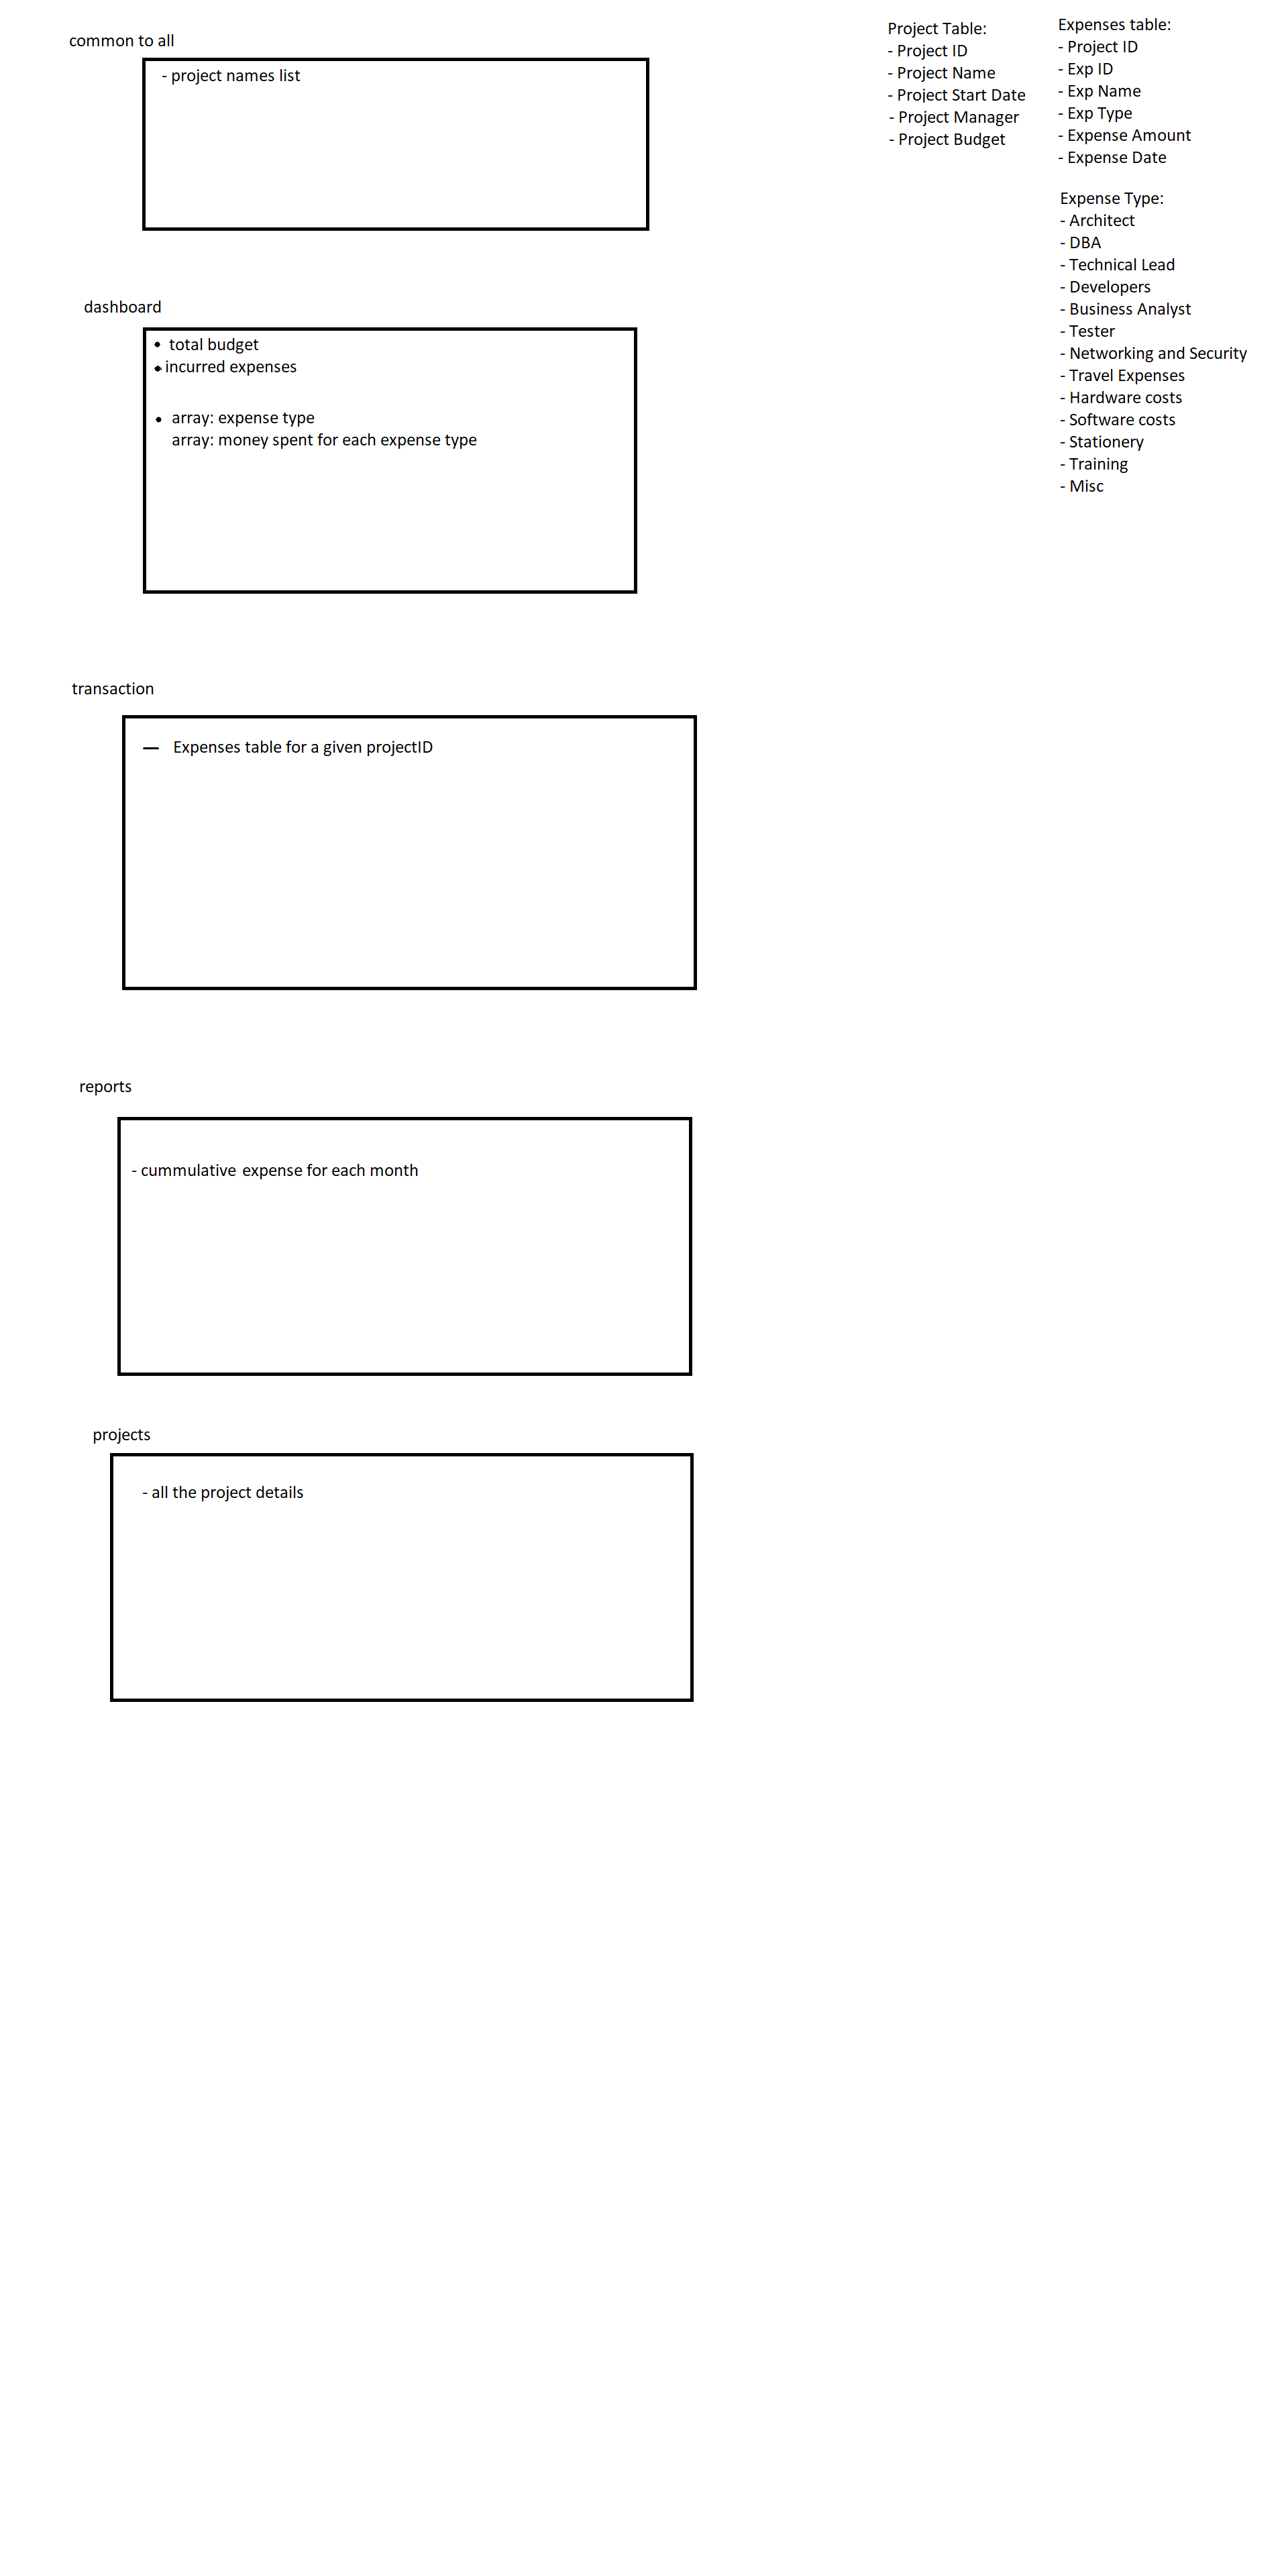 common to all
- project names list
dashboard
• total budget
• incurred expenses
• array: expense type
array: money spent for each expense type
transaction
— Expenses table for a given projectID
reports
- cummulative expense for each month
projects
- all the project details
Project Table:
- Project ID
- Project Name
- Project Start Date
- Project Manager
- Project Budget
Expenses table:
- Project ID
- Exp ID
- Exp Name
- Exp Type
- Expense Amount
- Expense Date
Expense Type:
- Architect
- DBA
- Technical Lead
- Developers
- Business Analyst
- Tester
- Networking and Security
- Travel Expenses
- Hardware costs
- Software costs
- Stationery
- Training
- Misc